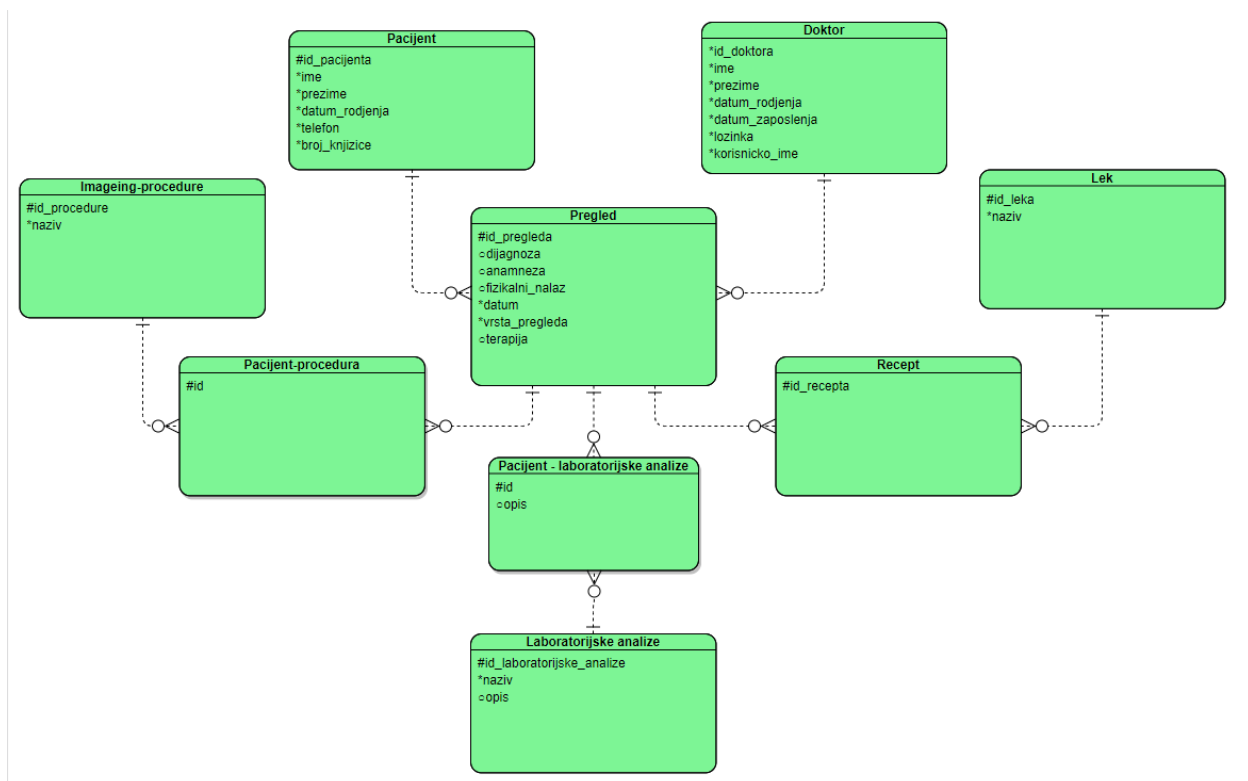 Pacijent
#id_pacijenta
*ime
*prezime
*datum_rodjenja
*telefon
*broj_knjizice
Doktor
*id_doktora
*ime
*prezime
*datum_rodjenja
*datum_zaposlenja
*lozinka
*korisnicko_ime
Imageing-procedure
#id_procedure
*naziv
Pregled
#id_pregleda
○dijagnoza
○anamneza
○fizikalni_nalaz
*datum
*vrsta_pregleda
○terapija
Lek
#id_leka
*naziv
Pacijent-procedura
#id
Recept
#id_recepta
Pacijent - laboratorijske analize
#id
○opis
Laboratorijske analize
#id_laboratorijske_analize
*naziv
○opis